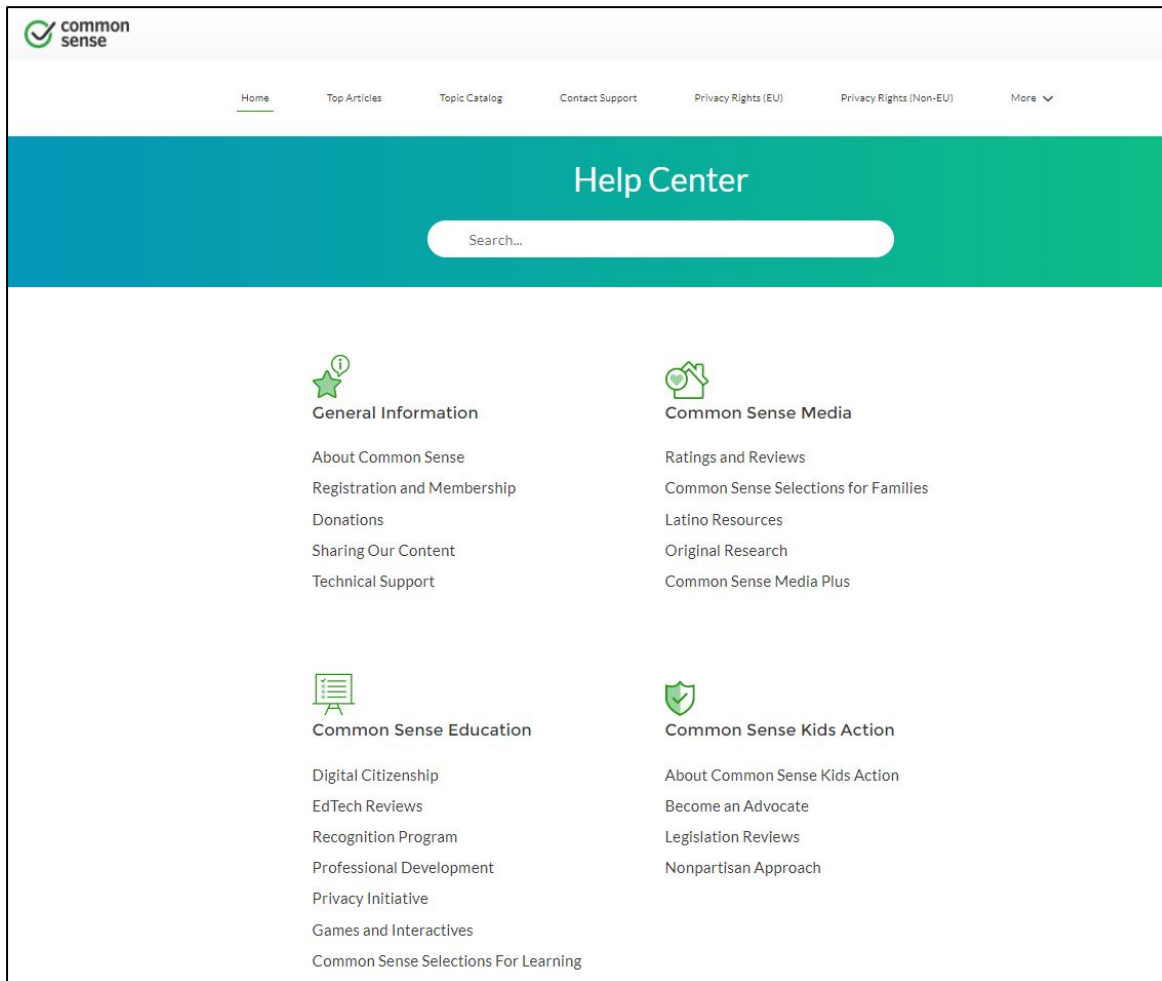 common
sense
Home Top Articles Topic Catalog Contact Support Privacy Rights (EU) Privacy Rights (Non-EU) More
Help Center
Search...
General Information
About Common Sense
Registration and Membership
Donations
Sharing Our Content
Technical Support
Common Sense Media
Ratings and Reviews
Common Sense Selections for Families
Latino Resources
Original Research
Common Sense Media Plus
Common Sense Education
Digital Citizenship
EdTech Reviews
Recognition Program
Professional Development
Privacy Initiative
Games and Interactives
Common Sense Selections For Learning
Common Sense Kids Action
About Common Sense Kids Action
Become an Advocate
Legislation Reviews
Nonpartisan Approach